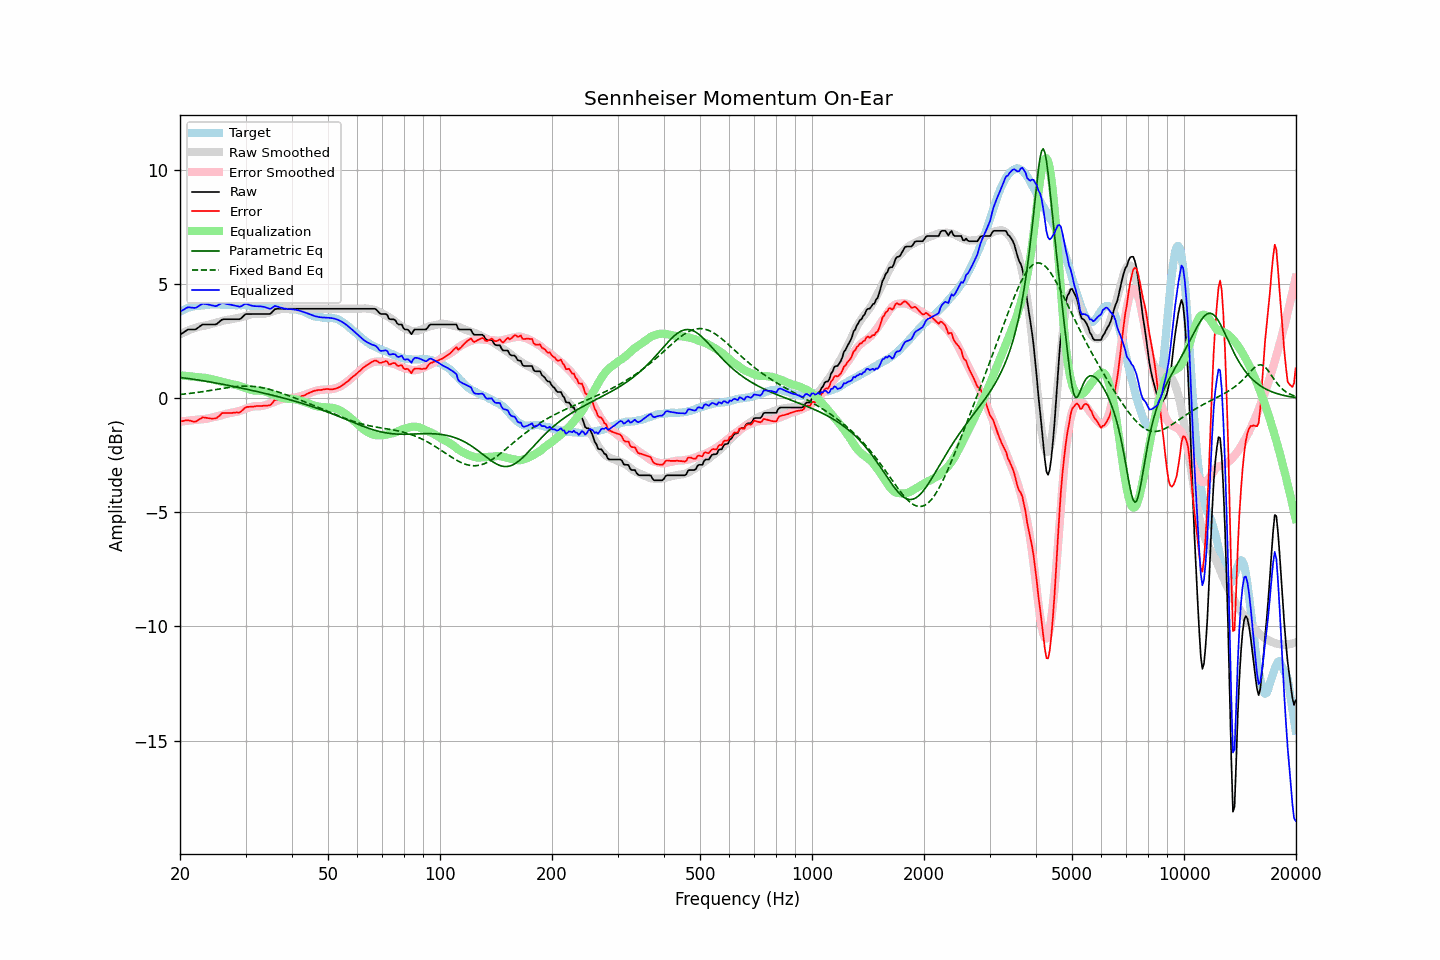 Sennheiser Momentum On-Ear
Target
Raw Smoothed
Error Smoothed
Raw
Error
Equalization
Parametric Eq
Fixed Band Eq
Equalized
10
5
0
−5
−10
−15
Amplitude (dBr)
20 50 100 200 500 1000 2000 5000 10000 20000
Frequency (Hz)